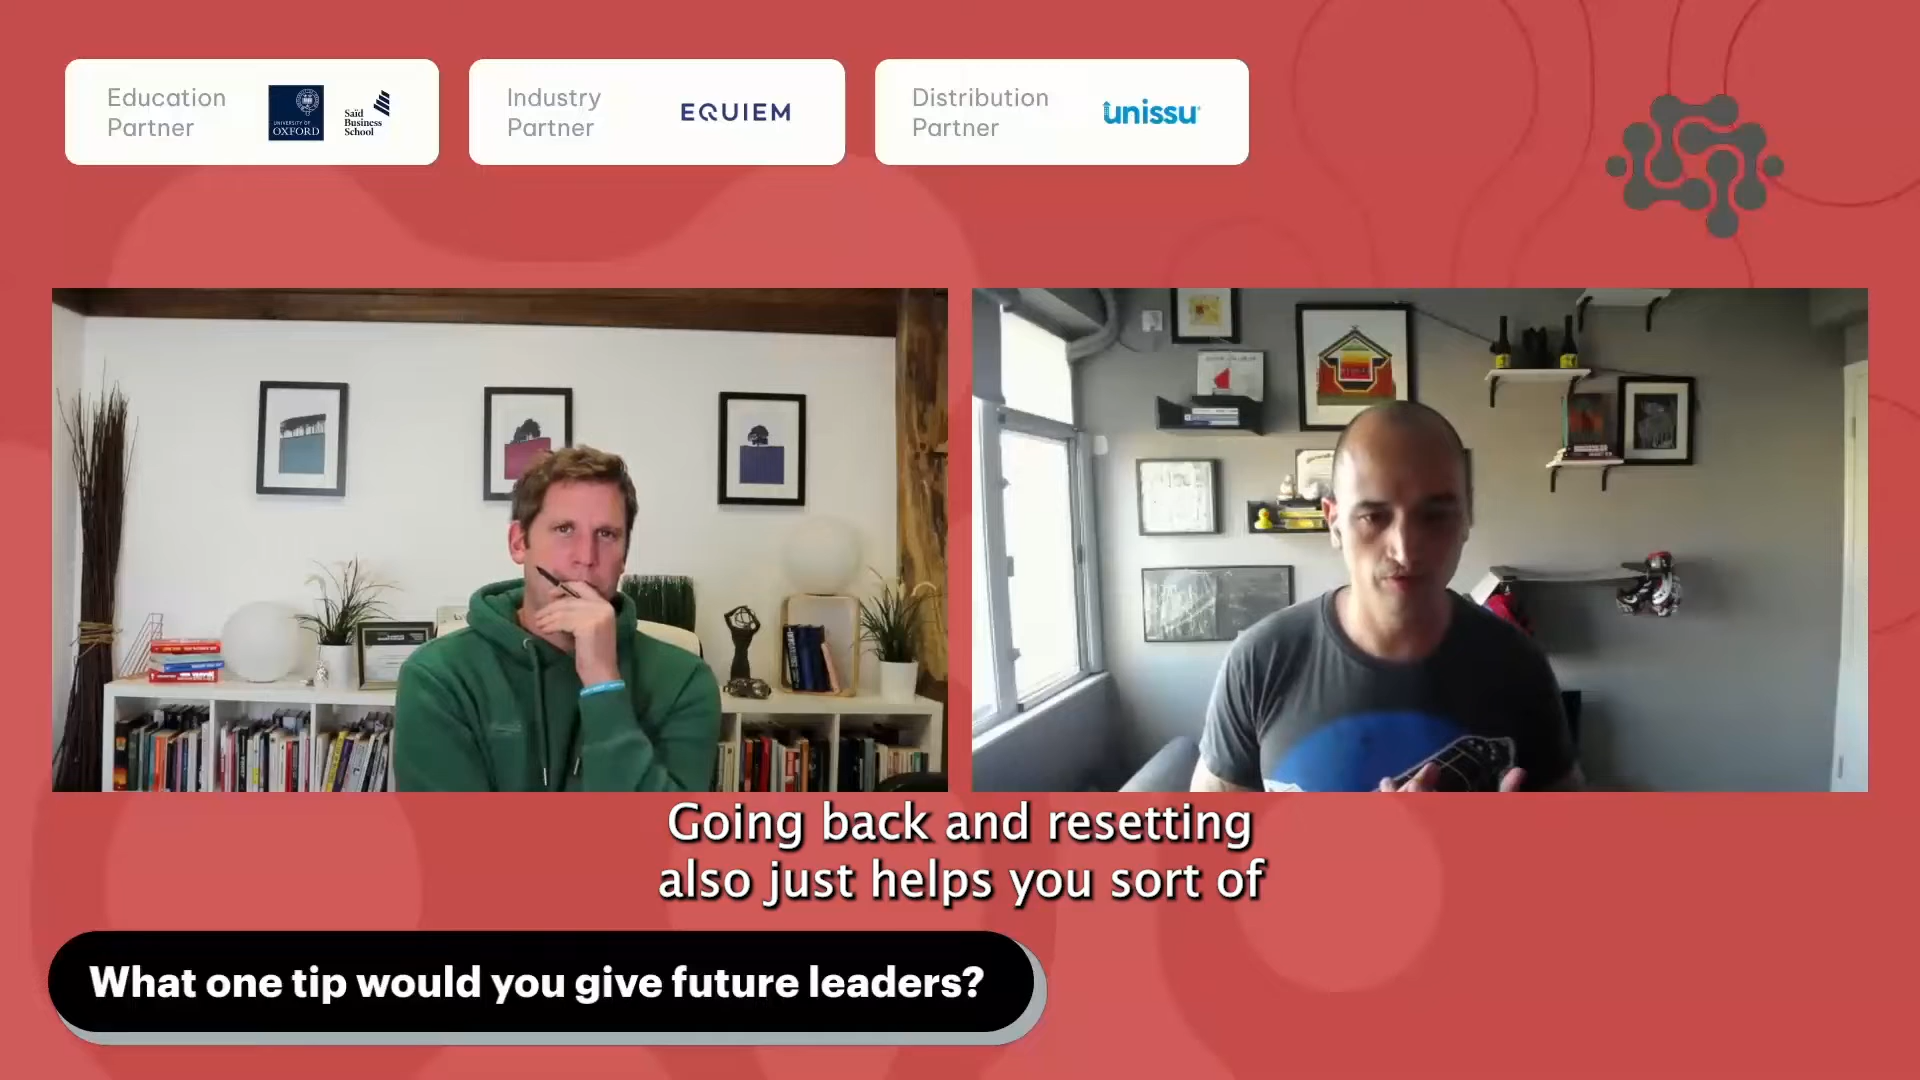 Education
Partner
UNIVERSITY OF
OXFORD
Saïd
Business
School
Industry
Partner
EQUIEM
Distribution
Partner
unissu
Going back and resetting
also just helps you sort of
What one tip would you give future leaders?